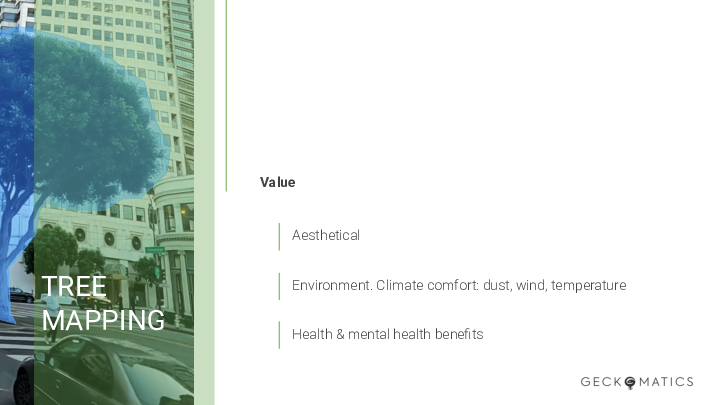 TREE
MAPPING
Value
Aesthetical
Environment. Climate comfort: dust, wind, temperature
Health & mental health benefits
GECKOMATICS